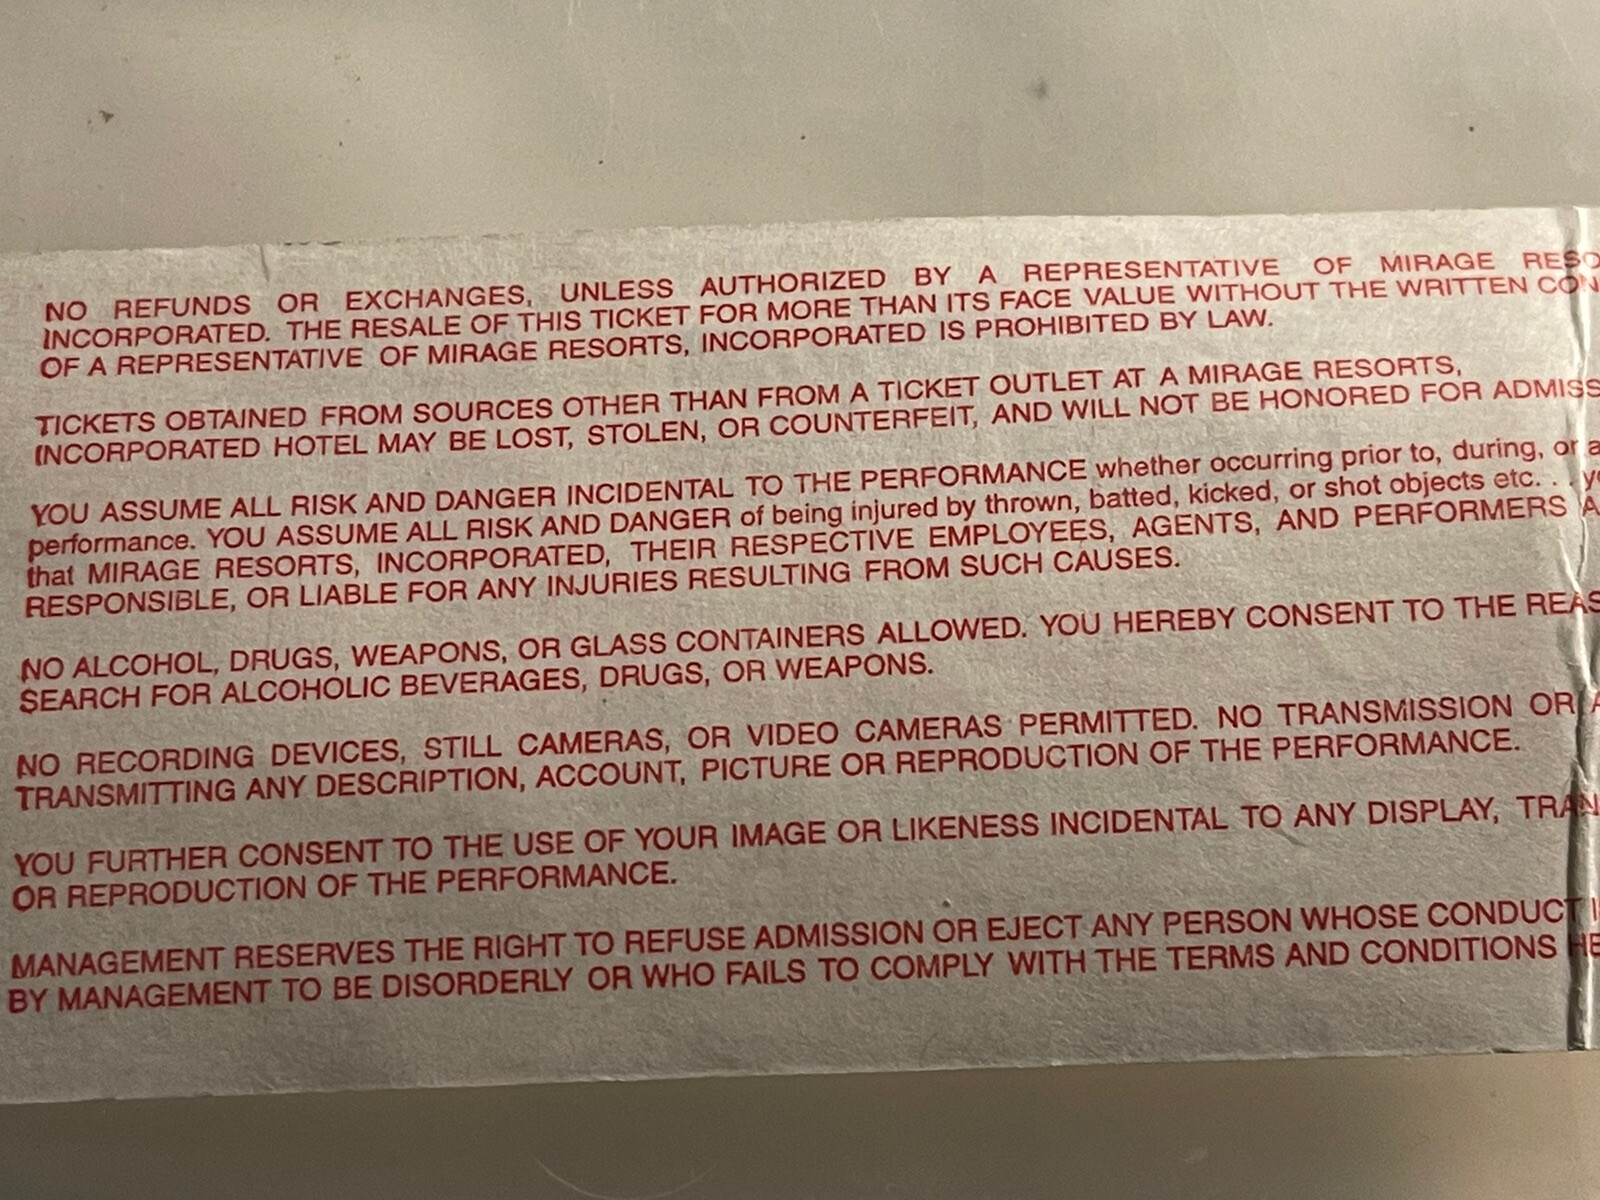 NO REFUNDS OR EXCHANGES, UNLESS AUTHORIZED BY A REPRESENTATIVE OF MIRAGE RESO
INCORPORATED. THE RESALE OF THIS TICKET FOR MORE THAN ITS FACE VALUE WITHOUT THE WRITTEN CON
OF A REPRESENTATIVE OF MIRAGE RESORTS, INCORPORATED IS PROHIBITED BY LAW.
TICKETS OBTAINED FROM SOURCES OTHER THAN FROM A TICKET OUTLET AT A MIRAGE RESORTS,
INCORPORATED HOTEL MAY BE LOST, STOLEN, OR COUNTERFEIT, AND WILL NOT BE HONORED FOR ADMISS
YOU ASSUME ALL RISK AND DANGER INCIDENTAL TO THE PERFORMANCE whether occurring prior to, during, or a
performance. YOU ASSUME ALL RISK AND DANGER of being injured by thrown, batted, kicked, or shot objects etc. . . yo
that MIRAGE RESORTS, INCORPORATED, THEIR RESPECTIVE EMPLOYEES, AGENTS, AND PERFORMERS A
RESPONSIBLE, OR LIABLE FOR ANY INJURIES RESULTING FROM SUCH CAUSES.
NO ALCOHOL, DRUGS, WEAPONS, OR GLASS CONTAINERS ALLOWED. YOU HEREBY CONSENT TO THE REAS
SEARCH FOR ALCOHOLIC BEVERAGES, DRUGS, OR WEAPONS.
NO RECORDING DEVICES, STILL CAMERAS, OR VIDEO CAMERAS PERMITTED. NO TRANSMISSION OR A
TRANSMITTING ANY DESCRIPTION, ACCOUNT, PICTURE OR REPRODUCTION OF THE PERFORMANCE.
YOU FURTHER CONSENT TO THE USE OF YOUR IMAGE OR LIKENESS INCIDENTAL TO ANY DISPLAY, TRAN
OR REPRODUCTION OF THE PERFORMANCE.
MANAGEMENT RESERVES THE RIGHT TO REFUSE ADMISSION OR EJECT ANY PERSON WHOSE CONDUCT I
BY MANAGEMENT TO BE DISORDERLY OR WHO FAILS TO COMPLY WITH THE TERMS AND CONDITIONS HE